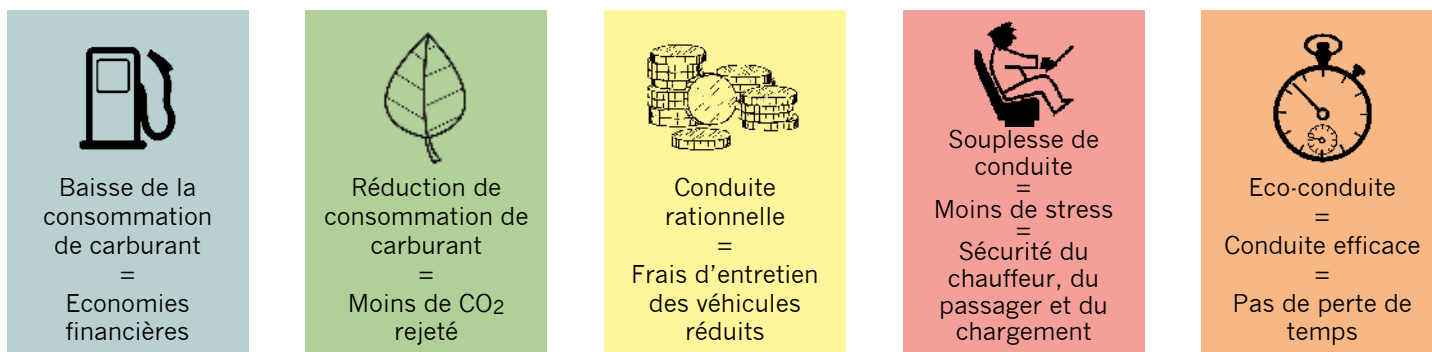 Baisse de la
consommation
de carburant
=
Economies
financières
Réduction de
consommation de
carburant
=
Moins de CO2
rejeté
Conduite
rationnelle
=
Frais d’entretien
des véhicules
réduits
Souplesse de
conduite
=
Moins de stress
=
Sécurité du
chauffeur, du
passager et du
chargement
Eco-conduite
=
Conduite efficace
=
Pas de perte de
temps